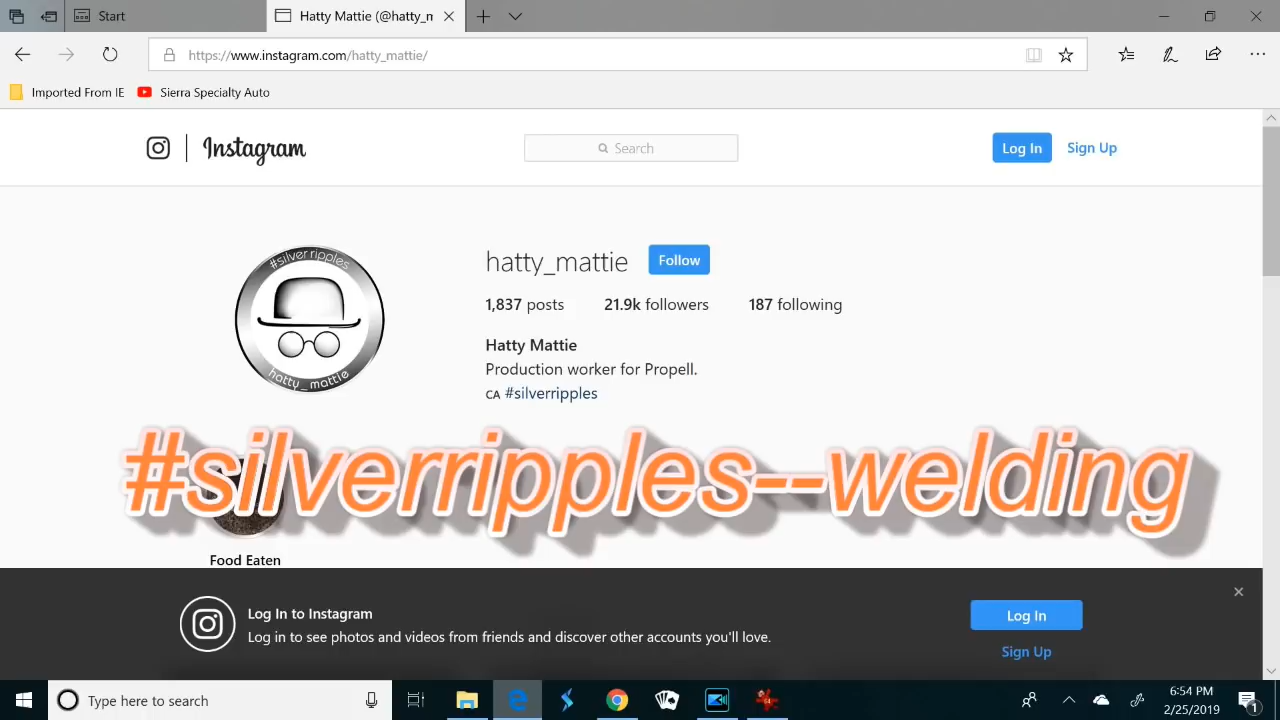 Start
Hatty Mattie (@hatty_m
https://www.instagram.com/hatty_mattie/
Imported From IE
Sierra Specialty Auto
Instagram
Search
Log In
Sign Up
#silverripples
hatty_mattie
hatty_mattie
Follow
1,837 posts
21.9k followers
187 following
Hatty Mattie
Production worker for Propell.
CA #silverripples
#silverripples--welding
Food Eaten
Log In to Instagram
Log in to see photos and videos from friends and discover other accounts you'll love.
Log In
Sign Up
Type here to search
6:54 PM
2/25/2019
1